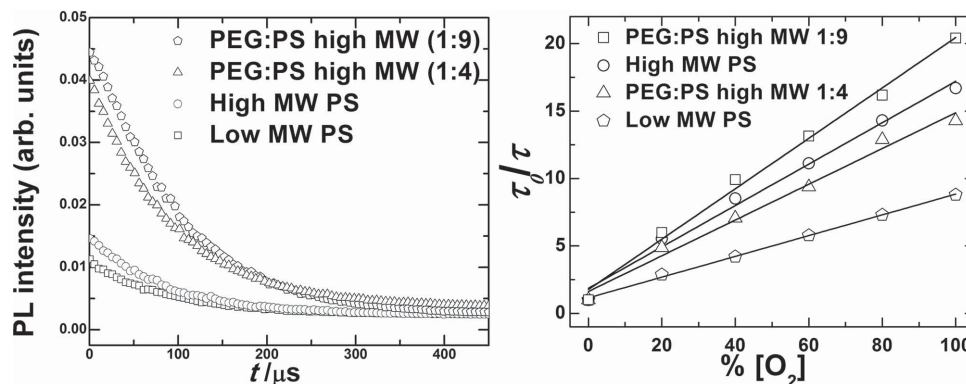 0.05
0.04
0.03
0.02
0.01
0.00
PL intensity (arb. units)
PEG:PS high MW (1:9)
PEG:PS high MW (1:4)
High MW PS
Low MW PS
0 100 200 300 400
t /μs
25
20
15
10
5
0
τ₀/τ
PEG:PS high MW 1:9
High MW PS
PEG:PS high MW 1:4
Low MW PS
0 20 40 60 80 100
% [O₂]